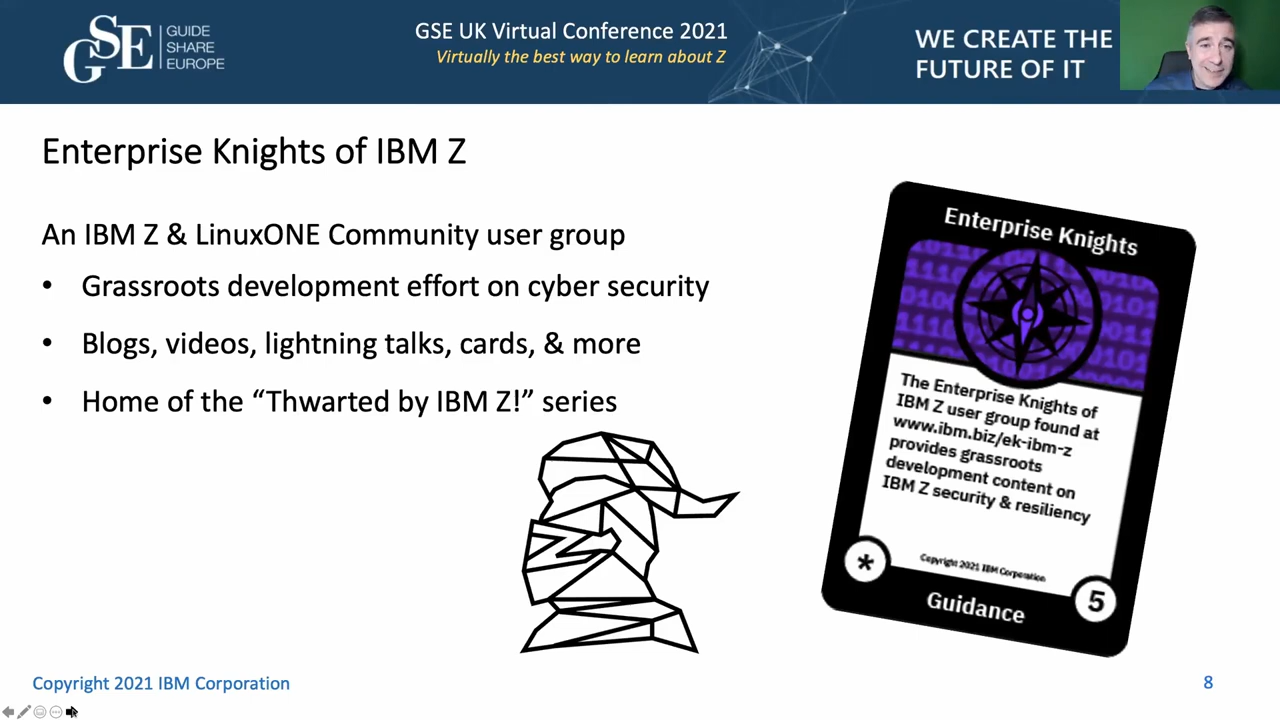 GSE
GUIDE
SHARE
EUROPE
GSE UK Virtual Conference 2021
Virtually the best way to learn about Z
WE CREATE THE
FUTURE OF IT
Enterprise Knights of IBM Z
An IBM Z & LinuxONE Community user group
• Grassroots development effort on cyber security
• Blogs, videos, lightning talks, cards, & more
• Home of the “Thwarted by IBM Z!” series
Enterprise Knights
The Enterprise Knights of
IBM Z user group found at
www.ibm.biz/ek-ibm-z
provides grassroots
development content on
IBM Z security & resiliency
Copyright 2021 IBM Corporation
*
5
Guidance
Copyright 2021 IBM Corporation
8